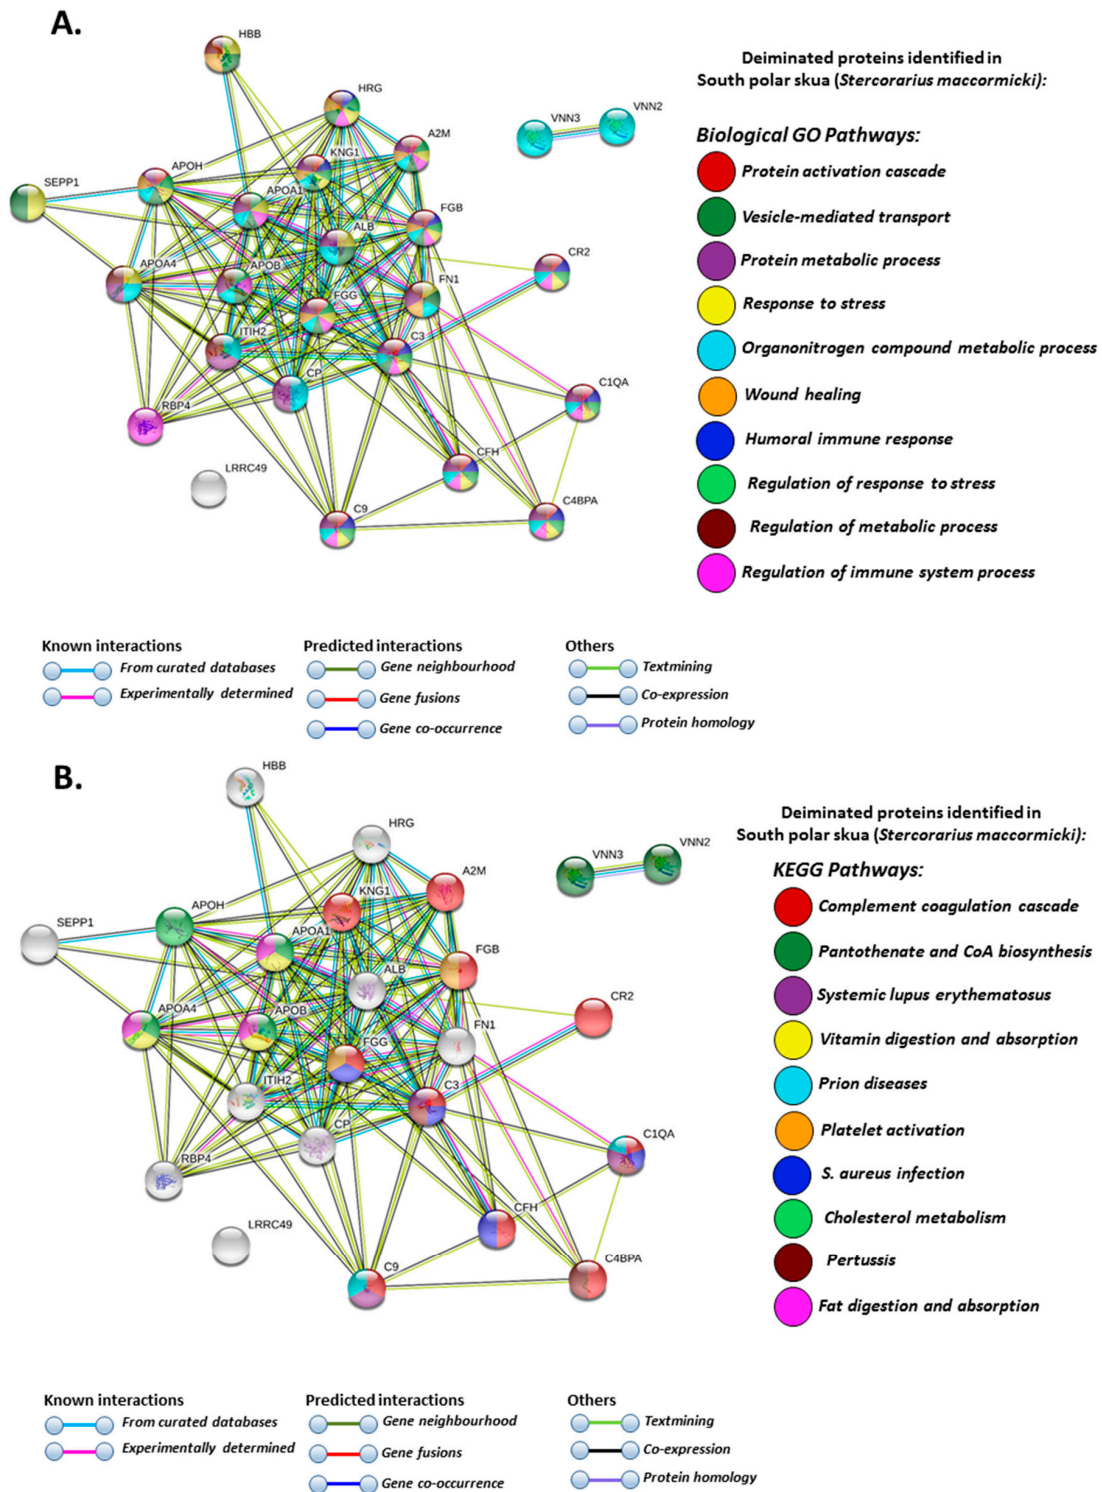 A.
Deiminated proteins identified in
South polar skua (Stercorarius maccormicki):
Biological GO Pathways:
Protein activation cascade
Vesicle-mediated transport
Protein metabolic process
Response to stress
Organonitrogen compound metabolic process
Wound healing
Humoral immune response
Regulation of response to stress
Regulation of metabolic process
Regulation of immune system process
HBB
HRG
VNN3
VNN2
A2M
KNG1
APOH
SEPP1
APOA1
FGB
ALB
CR2
APOA4
APOB
FN1
FGG
ITIH2
C3
CP
C1QA
RBP4
CFH
LRRC49
C9
C4BPA
Known interactions
From curated databases
Experimentally determined
Predicted interactions
Gene neighbourhood
Gene fusions
Gene co-occurrence
Others
Textmining
Co-expression
Protein homology
B.
Deiminated proteins identified in
South polar skua (Stercorarius maccormicki):
KEGG Pathways:
Complement coagulation cascade
Pantothenate and CoA biosynthesis
Systemic lupus erythematosus
Vitamin digestion and absorption
Prion diseases
Platelet activation
S. aureus infection
Cholesterol metabolism
Pertussis
Fat digestion and absorption
HBB
HRG
VNN3
VNN2
A2M
KNG1
APOH
SEPP1
APOA1
FGB
ALB
CR2
APOA4
APOB
FN1
FGG
ITIH2
C3
CP
C1QA
RBP4
CFH
LRRC49
C9
C4BPA
Known interactions
From curated databases
Experimentally determined
Predicted interactions
Gene neighbourhood
Gene fusions
Gene co-occurrence
Others
Textmining
Co-expression
Protein homology